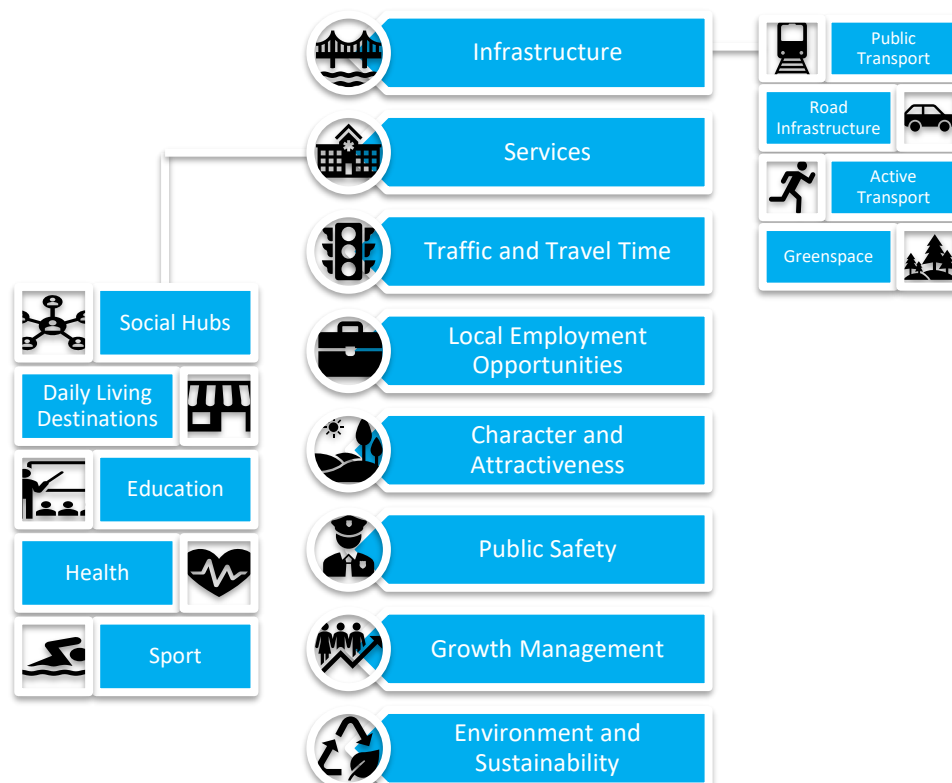 Infrastructure
Public
Transport
Road
Infrastructure
Active
Transport
Greenspace
Services
Social Hubs
Daily Living
Destinations
Education
Health
Sport
Traffic and Travel Time
Local Employment
Opportunities
Character and
Attractiveness
Public Safety
Growth Management
Environment and
Sustainability